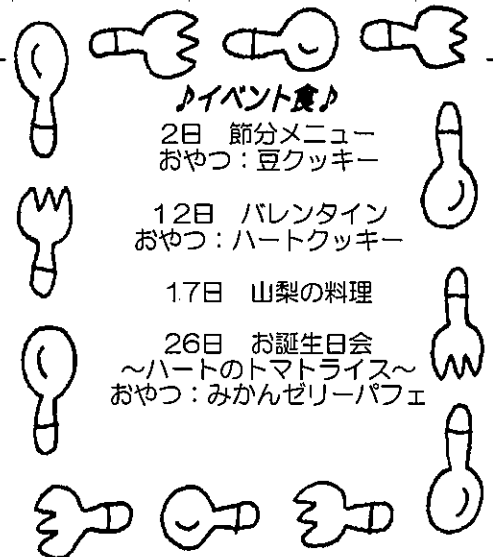 ♪イベント食♪
2日 節分メニュー
おやつ：豆クッキー
12日 バレンタイン
おやつ：ハートクッキー
17日 山梨の料理
26日 お誕生日会
～ハートのトマトライス～
おやつ：みかんゼリーパフェ